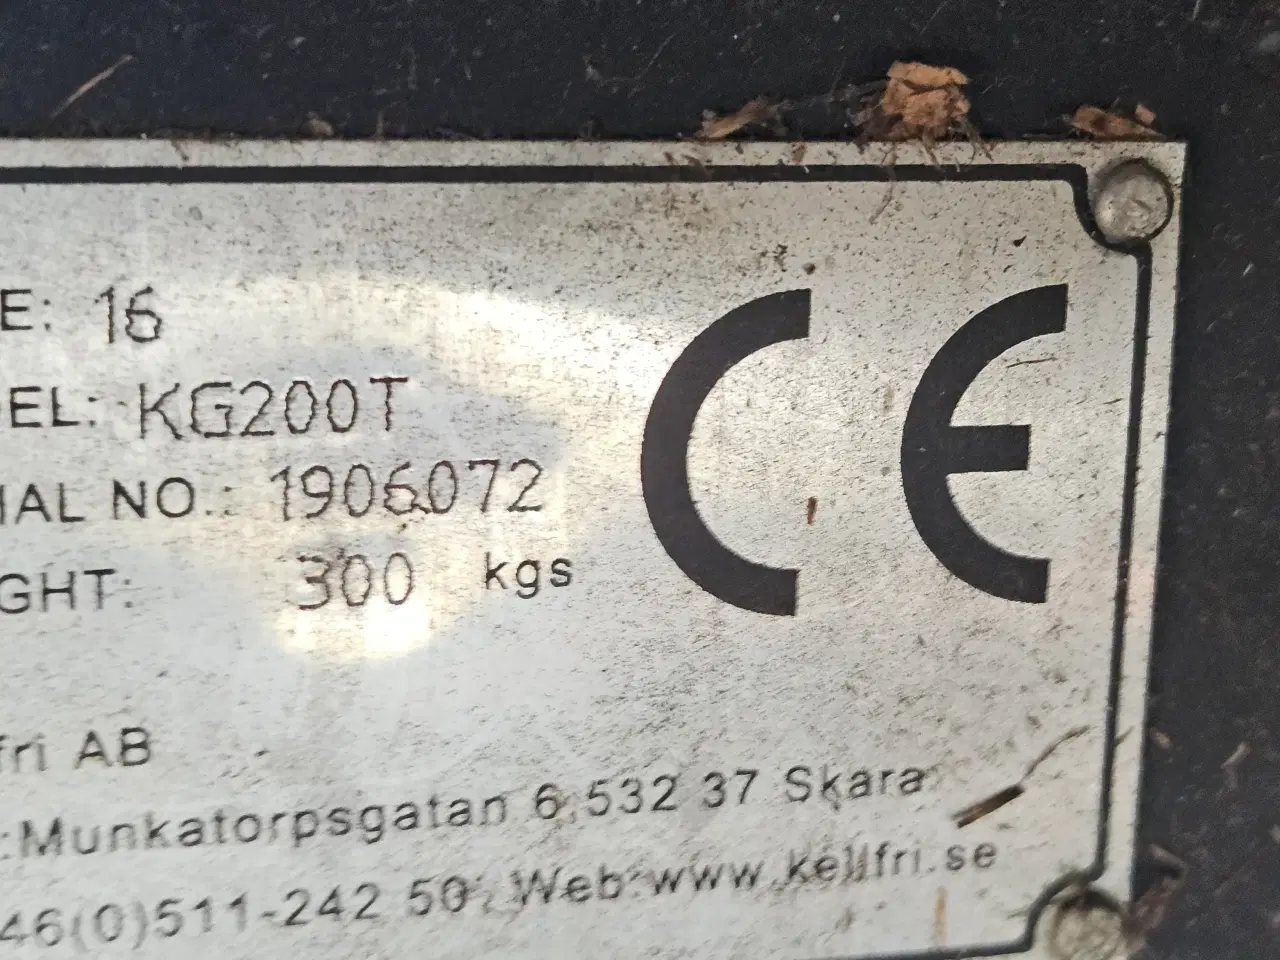 E: 16
DEL: KG200T
IAL NO.: 1906072
GHT: 300 kgs
CE
fri AB
:Munkatorpsgatan 6,532 37 Skara
46(0)511-242 50, Web:www.kellfri.se